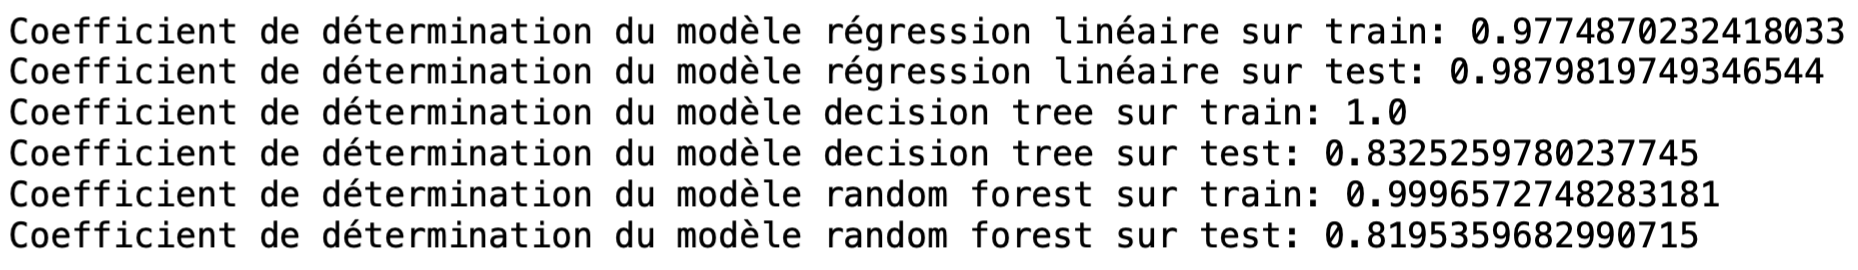 Coefficient de détermination du modèle régression linéaire sur train: 0.9774870232418033
Coefficient de détermination du modèle régression linéaire sur test: 0.9879819749346544
Coefficient de détermination du modèle decision tree sur train: 1.0
Coefficient de détermination du modèle decision tree sur test: 0.8325259780237745
Coefficient de détermination du modèle random forest sur train: 0.9996572748283181
Coefficient de détermination du modèle random forest sur test: 0.8195359682990715